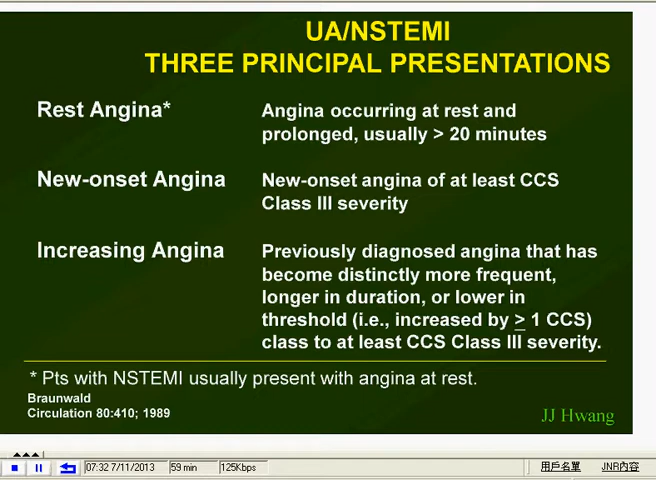 UA/NSTEMI
THREE PRINCIPAL PRESENTATIONS
Rest Angina*
Angina occurring at rest and
prolonged, usually > 20 minutes
New-onset Angina
New-onset angina of at least CCS
Class III severity
Increasing Angina
Previously diagnosed angina that has
become distinctly more frequent,
longer in duration, or lower in
threshold (i.e., increased by ≥ 1 CCS)
class to at least CCS Class III severity.
* Pts with NSTEMI usually present with angina at rest.
Braunwald
Circulation 80:410; 1989
JJ Hwang
07:32 7/11/2013
59 min
125Kbps
用戶名單
JNR內容